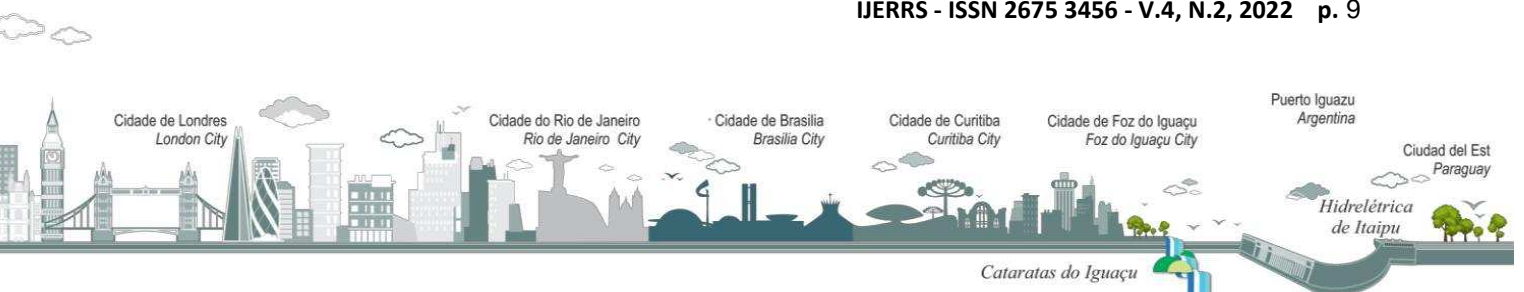 IJERRS - ISSN 2675 3456 - V.4, N.2, 2022 p. 9
Cidade de Londres
London City
Cidade do Rio de Janeiro
Rio de Janeiro City
Cidade de Brasilia
Brasilia City
Cidade de Curitiba
Curitiba City
Cidade de Foz do Iguaçu
Foz do Iguaçu City
Puerto Iguazu
Argentina
Ciudad del Est
Paraguay
Hidrelétrica
de Itaipu
Cataratas do Iguaçu